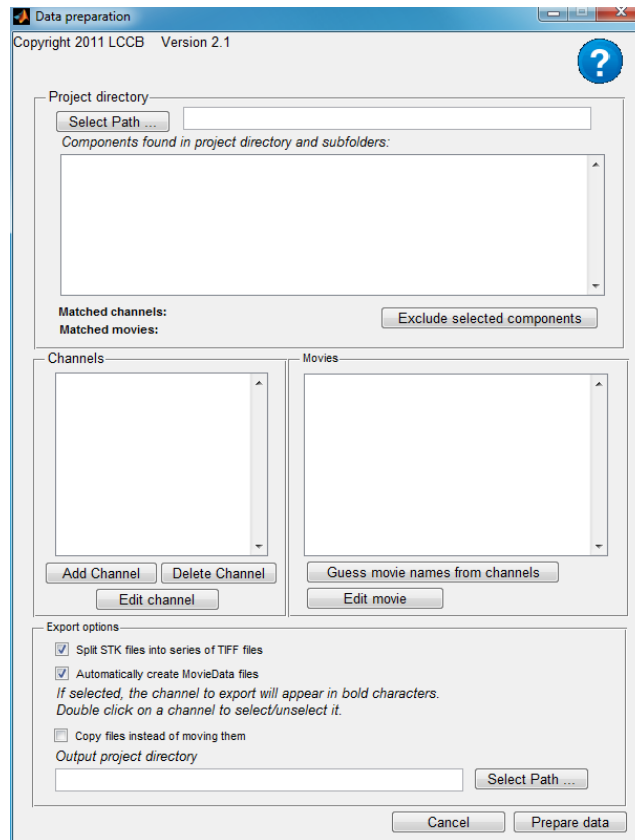 Data preparation
Copyright 2011 LCCB Version 2.1
?
Project directory
Select Path ...
Components found in project directory and subfolders:
Matched channels:
Matched movies:
Exclude selected components
Channels
Movies
Add Channel Delete Channel
Edit channel
Guess movie names from channels
Edit movie
Export options
Split STK files into series of TIFF files
Automatically create MovieData files
If selected, the channel to export will appear in bold characters.
Double click on a channel to select/unselect it.
Copy files instead of moving them
Output project directory
Select Path ...
Cancel Prepare data